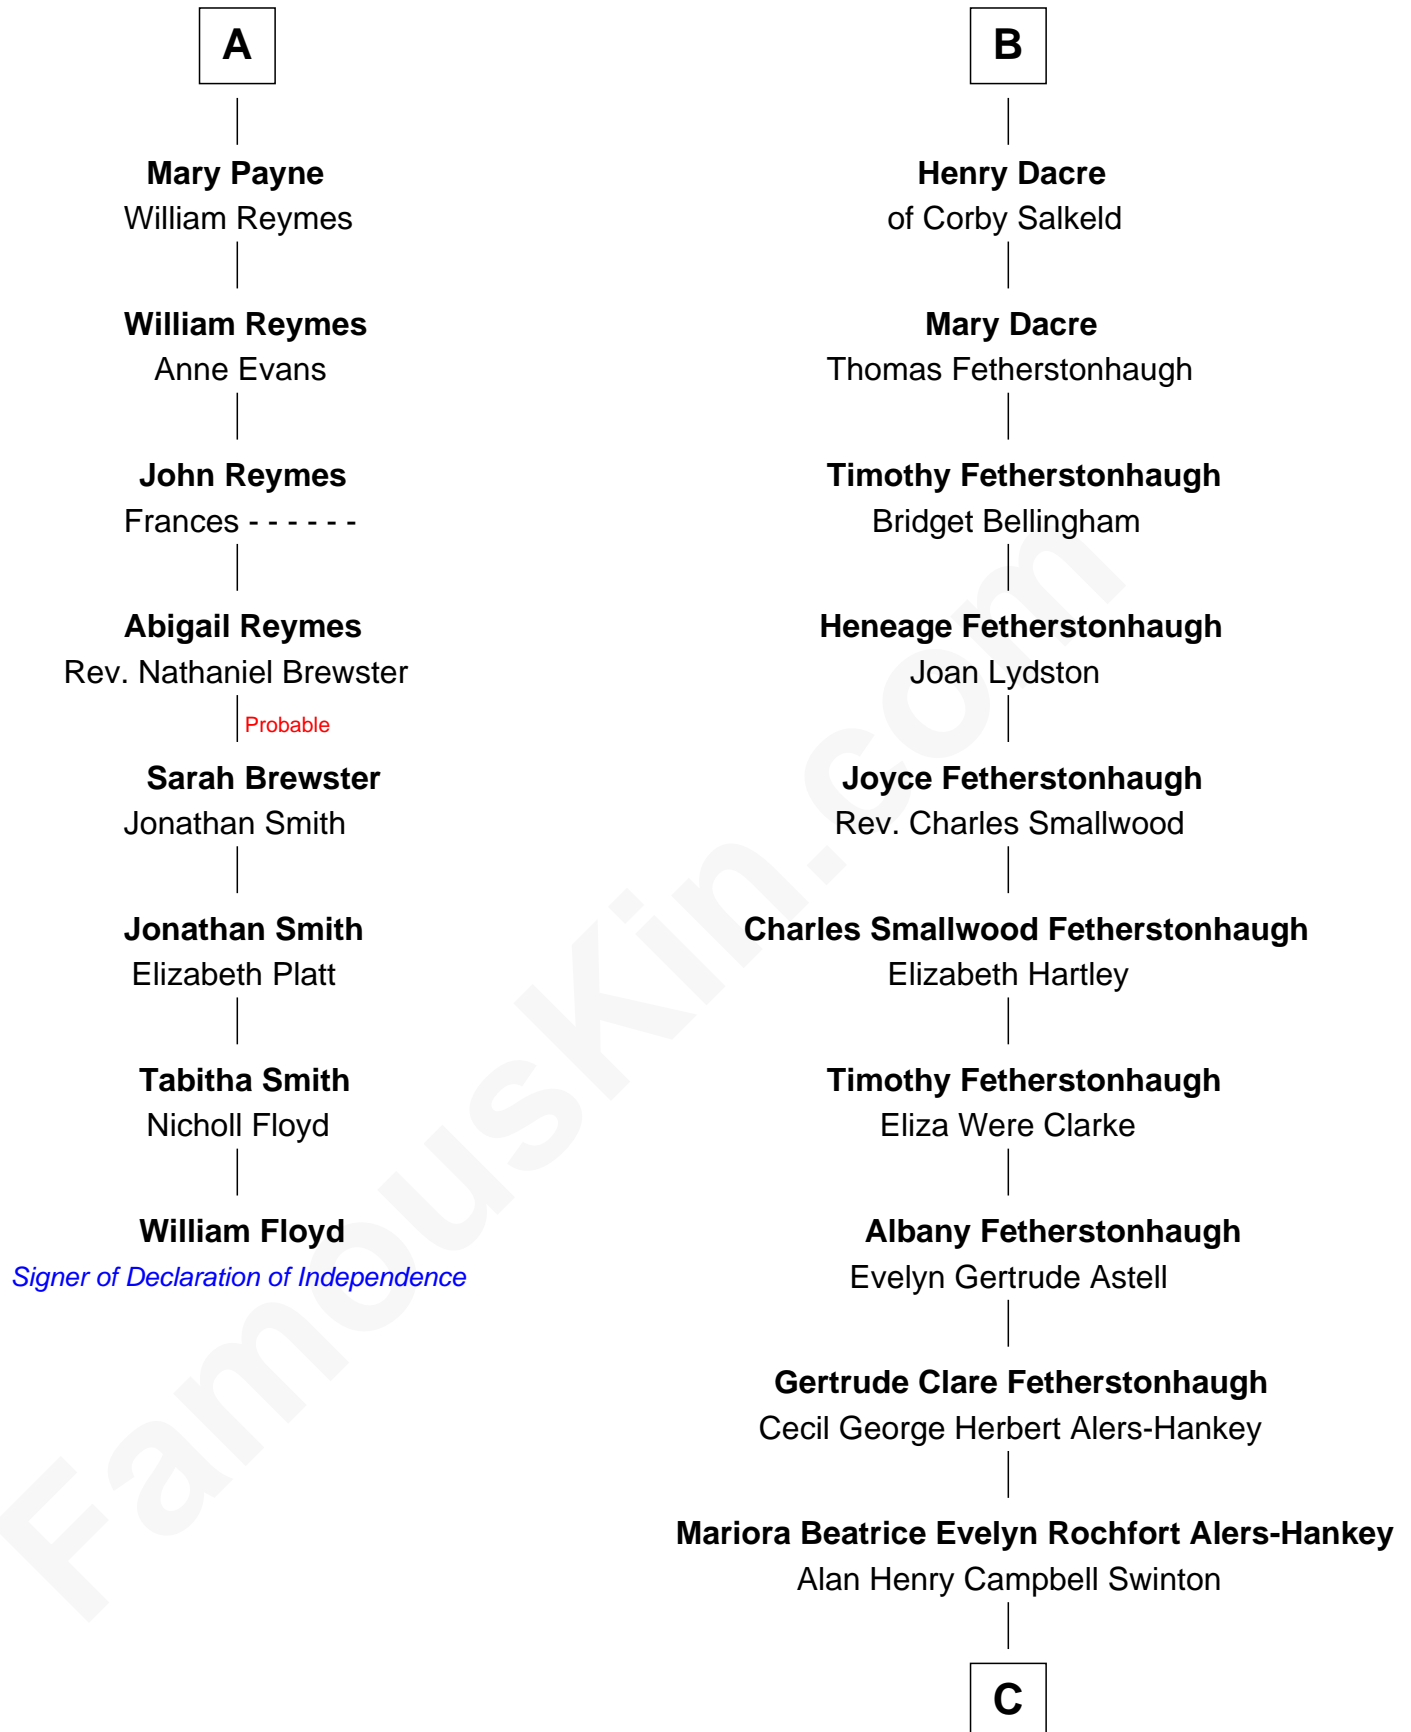 A
Mary Payne
William Reymes
William Reymes
Anne Evans
John Reymes
Frances - - - - - -
Abigail Reymes
Rev. Nathaniel Brewster
Probable
Sarah Brewster
Jonathan Smith
Jonathan Smith
Elizabeth Platt
Tabitha Smith
Nicholl Floyd
William Floyd
Signer of Declaration of Independence
B
Henry Dacre
of Corby Salkeld
Mary Dacre
Thomas Fetherstonhaugh
Timothy Fetherstonhaugh
Bridget Bellingham
Heneage Fetherstonhaugh
Joan Lydston
Joyce Fetherstonhaugh
Rev. Charles Smallwood
Charles Smallwood Fetherstonhaugh
Elizabeth Hartley
Timothy Fetherstonhaugh
Eliza Were Clarke
Albany Fetherstonhaugh
Evelyn Gertrude Astell
Gertrude Clare Fetherstonhaugh
Cecil George Herbert Alers-Hankey
Mariora Beatrice Evelyn Rochfort Alers-Hankey
Alan Henry Campbell Swinton
C
FamousKin.com